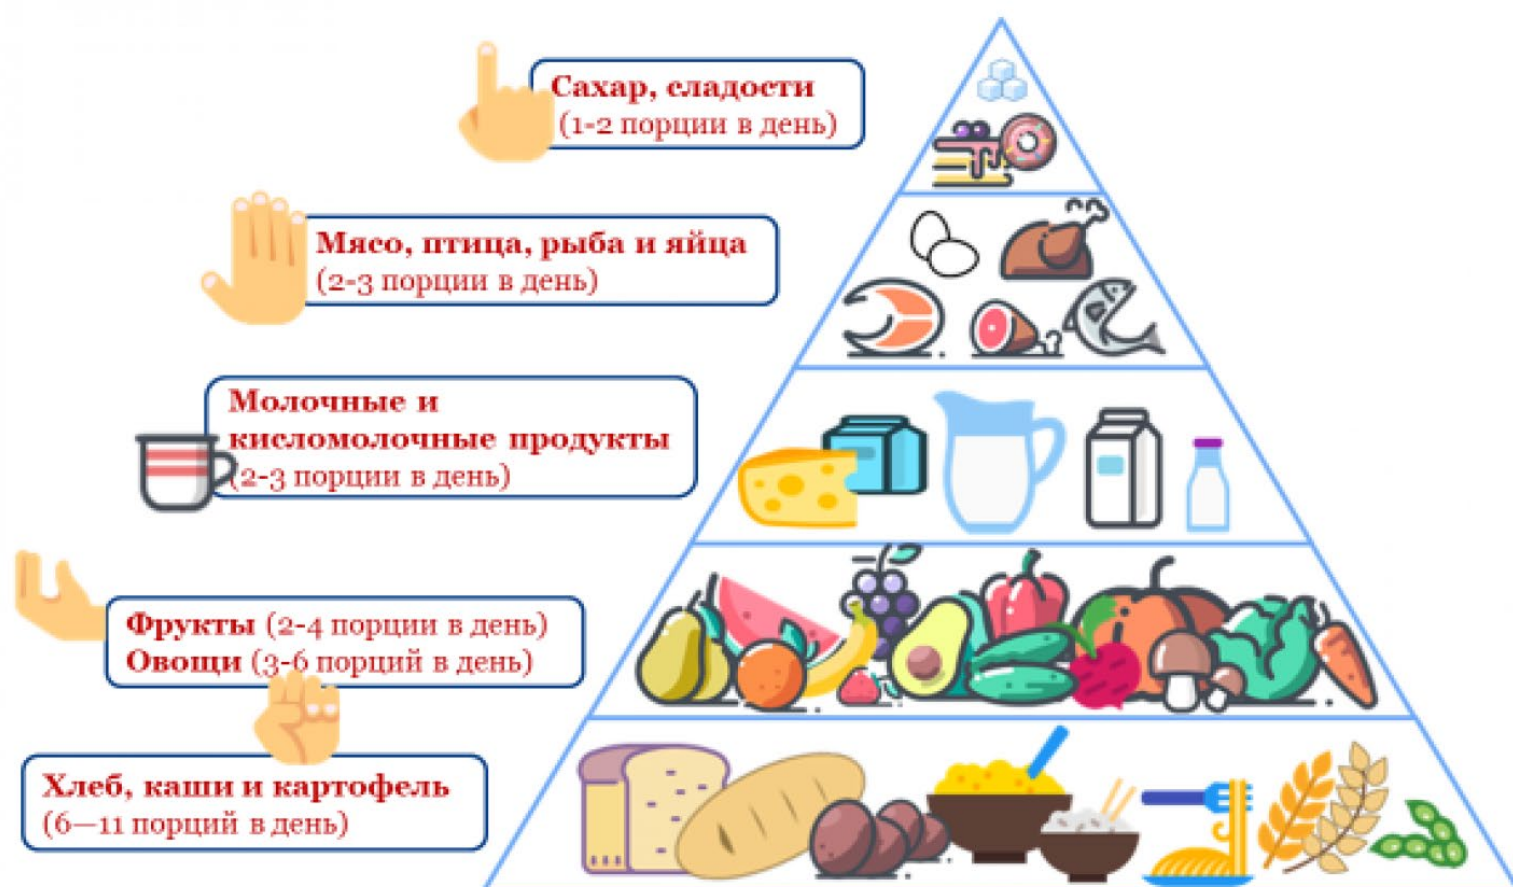 Сахар, сладости
(1-2 порции в день)
Мясо, птица, рыба и яйца
(2-3 порции в день)
Молочные и
кисломолочные продукты
(2-3 порции в день)
Фрукты (2-4 порции в день)
Овощи (3-6 порций в день)
Хлеб, каши и картофель
(6—11 порций в день)